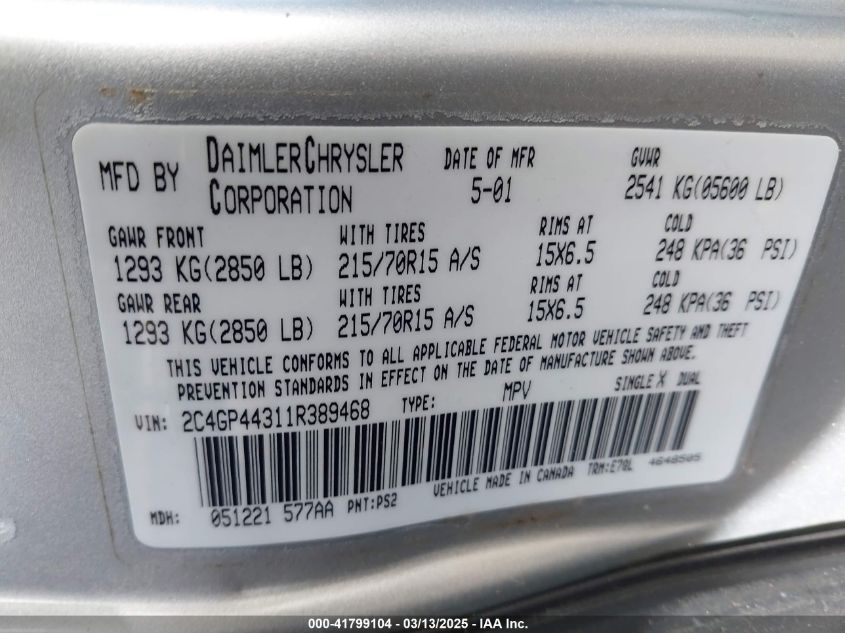 MFD BY DAIMLERCHRYSLER CORPORATION DATE OF MFR 5-01 GVWR 2541 KG(05600 LB)
GAWR FRONT WITH TIRES RIMS AT COLD
1293 KG(2850 LB) 215/70R15 A/S 15X6.5 248 KPA(36 PSI)
GAWR REAR WITH TIRES RIMS AT COLD
1293 KG(2850 LB) 215/70R15 A/S 15X6.5 248 KPA(36 PSI)
THIS VEHICLE CONFORMS TO ALL APPLICABLE FEDERAL MOTOR VEHICLE SAFETY AND THEFT
PREVENTION STANDARDS IN EFFECT ON THE DATE OF MANUFACTURE SHOWN ABOVE.
VIN: 2C4GP44311R389468 TYPE: MPV SINGLE X DUAL
MDH: 051221 577AA PNT:PS2 VEHICLE MADE IN CANADA TRM:E7QL 4648505
000-41799104 - 03/13/2025 - IAA Inc.